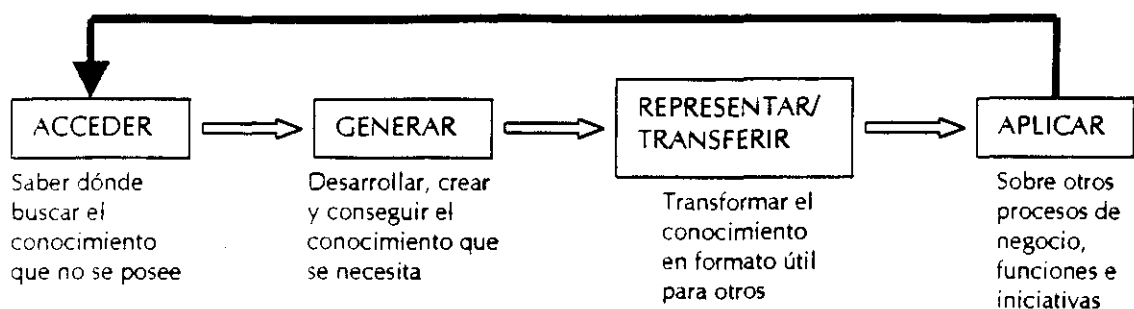 ACCEDER
Saber dónde
buscar el
conocimiento
que no se posee
GENERAR
Desarrollar, crear
y conseguir el
conocimiento que
se necesita
REPRESENTAR/
TRANSFERIR
Transformar el
conocimiento
en formato útil
para otros
APLICAR
Sobre otros
procesos de
negocio,
funciones e
iniciativas